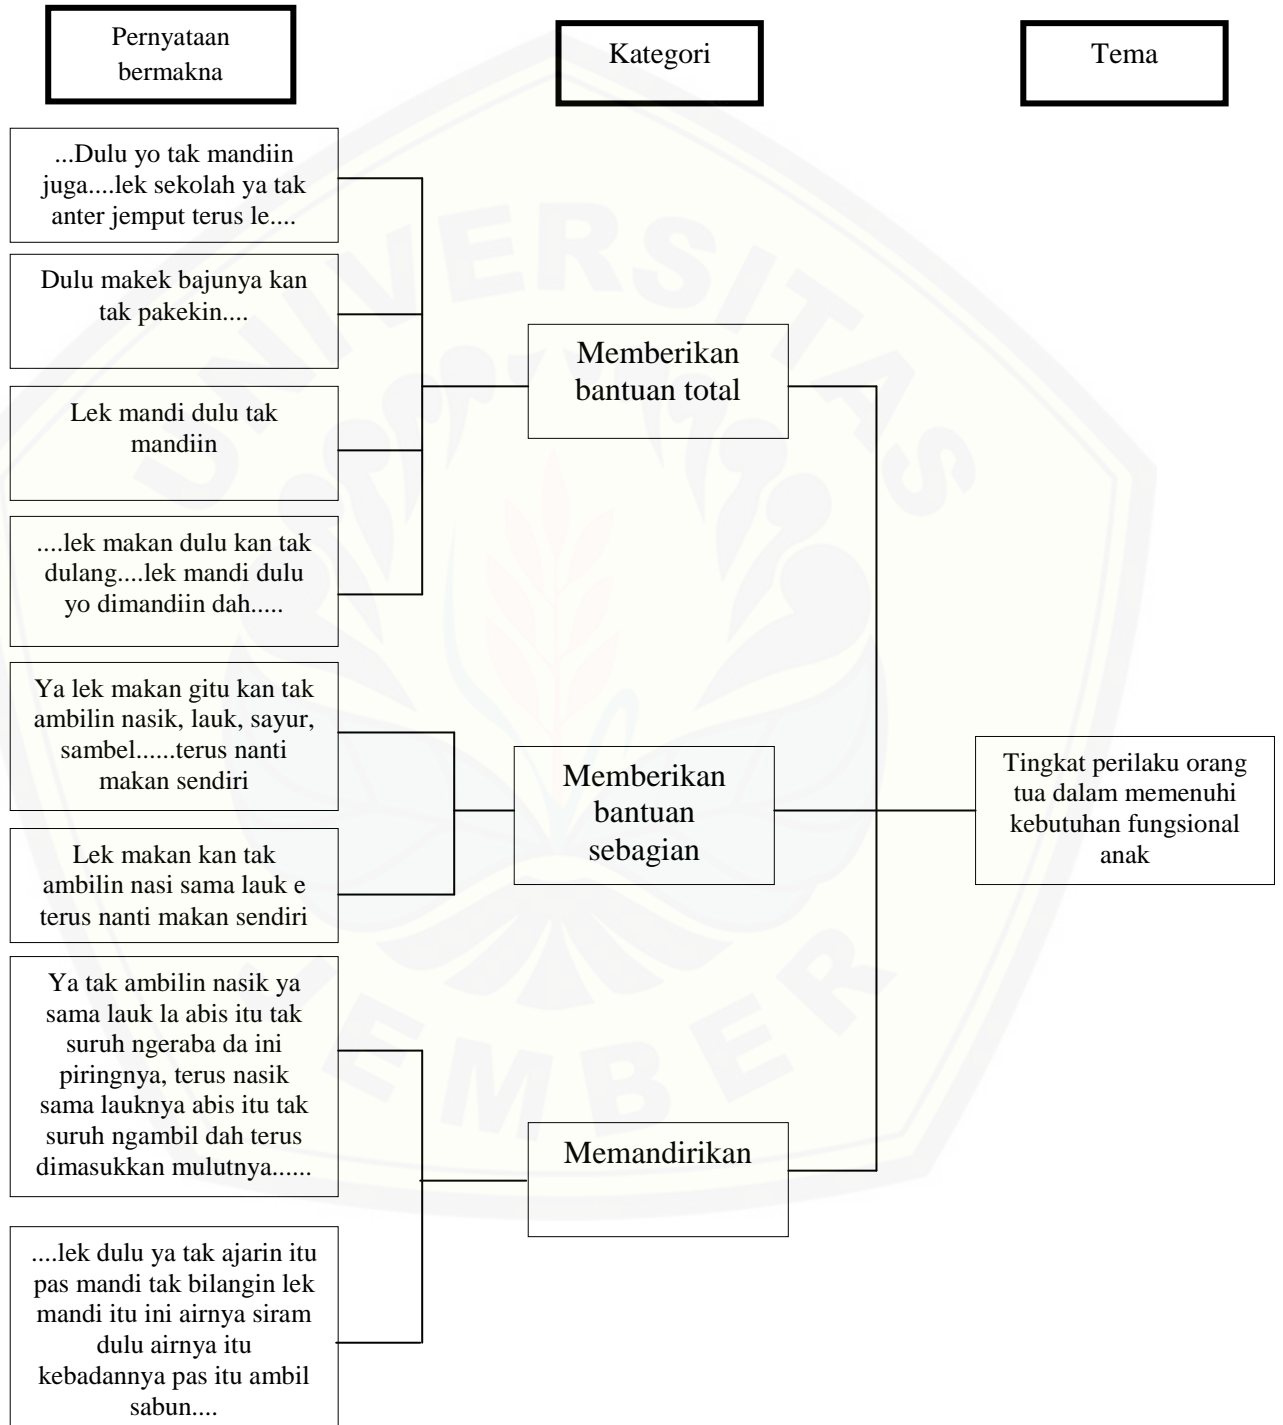 Pernyataan
bermakna
Kategori
Tema
...Dulu yo tak mandiin
juga....lek sekolah ya tak
anter jemput terus le....
Dulu makek bajunya kan
tak pakekin....
Lek mandi dulu tak
mandiin
....lek makan dulu kan tak
dulang....lek mandi dulu
yo dimandiin dah.....
Ya lek makan gitu kan tak
ambilin nasik, lauk, sayur,
sambel......terus nanti
makan sendiri
Lek makan kan tak
ambilin nasi sama lauk e
terus nanti makan sendiri
Ya tak ambilin nasik ya
sama lauk la abis itu tak
suruh ngeraba da ini
piringnya, terus nasik
sama lauknya abis itu tak
suruh ngambil dah terus
dimasukkan mulutnya......
....lek dulu ya tak ajarin itu
pas mandi tak bilangin lek
mandi itu ini airnya siram
dulu airnya itu
kebadannya pas itu ambil
sabun....
Memberikan
bantuan total
Memberikan
bantuan
sebagian
Memandirikan
Tingkat perilaku orang
tua dalam memenuhi
kebutuhan fungsional
anak
UNIVERSITAS
JEMBER